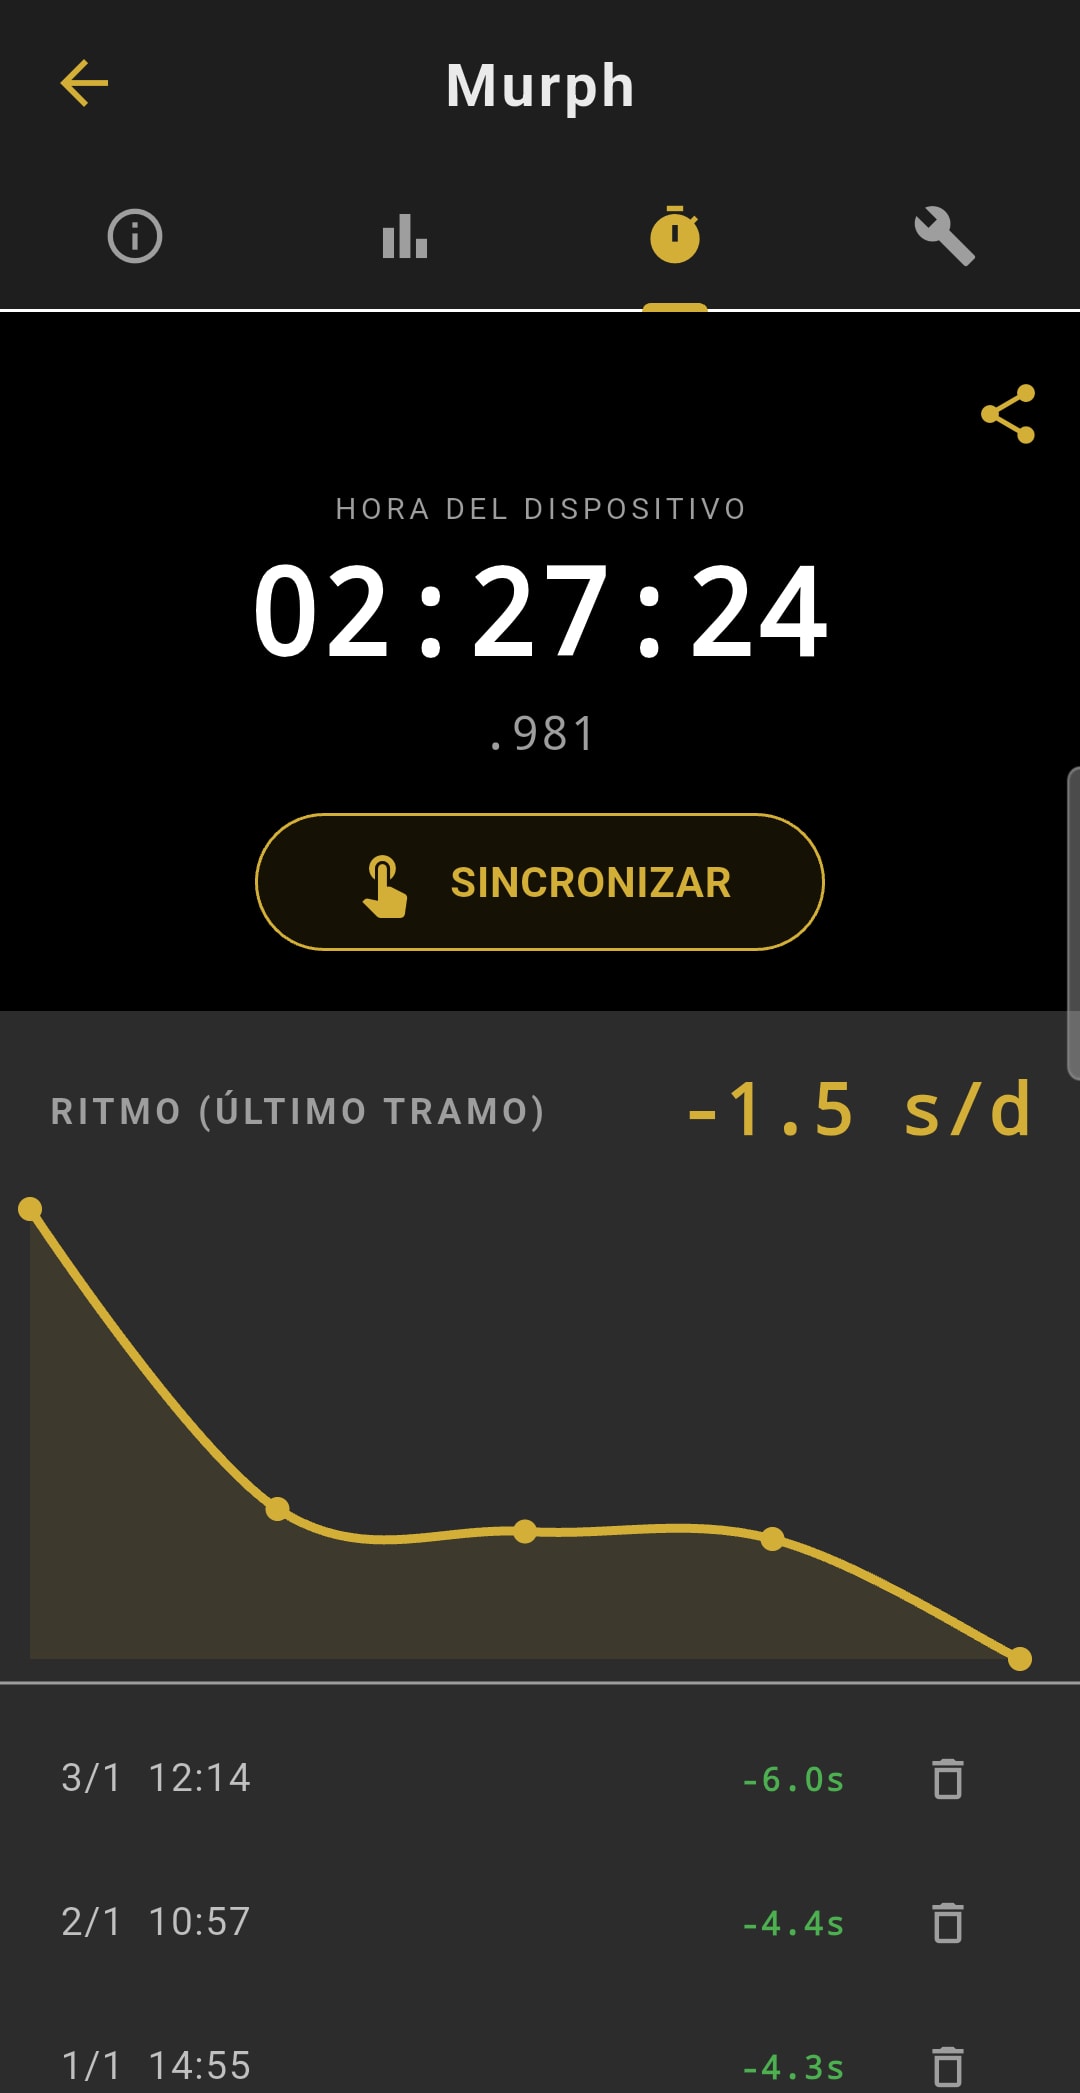 Murph
HORA DEL DISPOSITIVO
02:27:24
.981
SINCRONIZAR
RITMO (ÚLTIMO TRAMO) -1.5 s/d
3/1 12:14 -6.0s
2/1 10:57 -4.4s
1/1 14:55 -4.3s